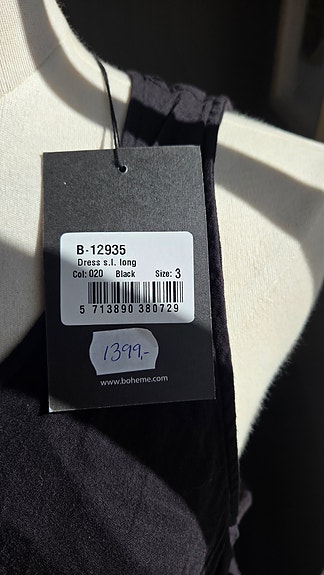 B-12935
Dress s.l. long
Col: 020 Black Size: 3
5 713890 380729
1399,-
www.boheme.com